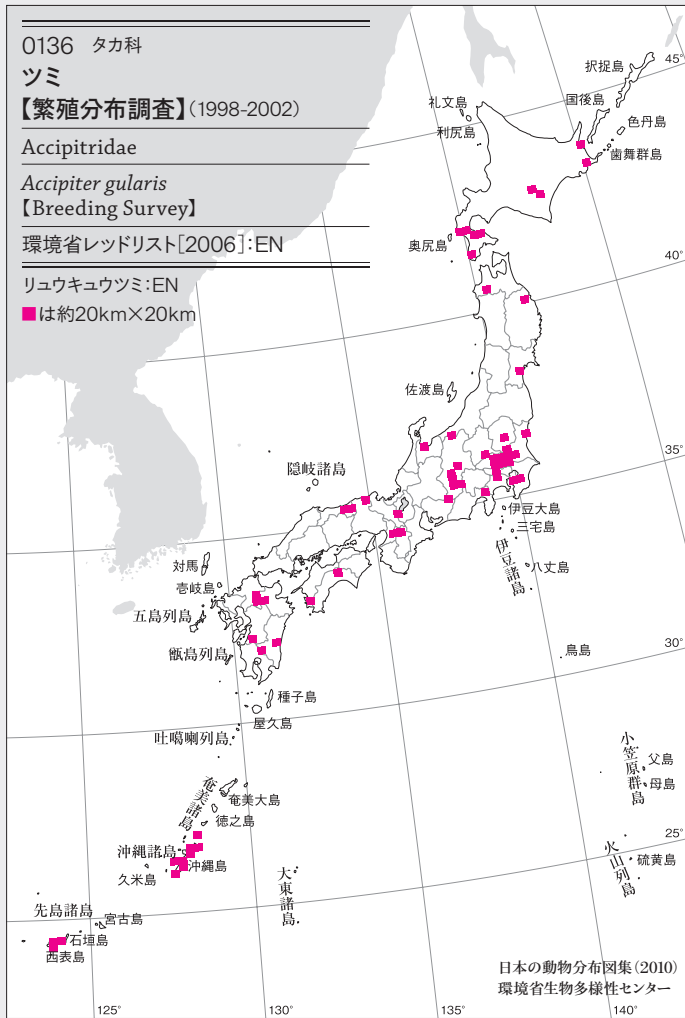 0136 タカ科
ツミ
【繁殖分布調査】(1998-2002)
Accipitridae
Accipiter gularis
【Breeding Survey】
環境省レッドリスト[2006]:EN
リュウキュウツミ:EN
■は約20km×20km
45°
択捉島
国後島
色丹島
歯舞群島
礼文島
利尻島
奥尻島
40°
佐渡島
35°
隠岐諸島
伊豆大島
三宅島
伊豆諸島
八丈島
対馬
壱岐島
五島列島
甑島列島
鳥島
30°
種子島
屋久島
吐噶喇列島
小笠原群島
父島
母島
奄美諸島
奄美大島
徳之島
25°
火山列島
硫黄島
沖縄諸島
沖縄島
久米島
大東諸島
先島諸島
宮古島
石垣島
西表島
日本の動物分布図集(2010)
環境省生物多様性センター
125°
130°
135°
140°